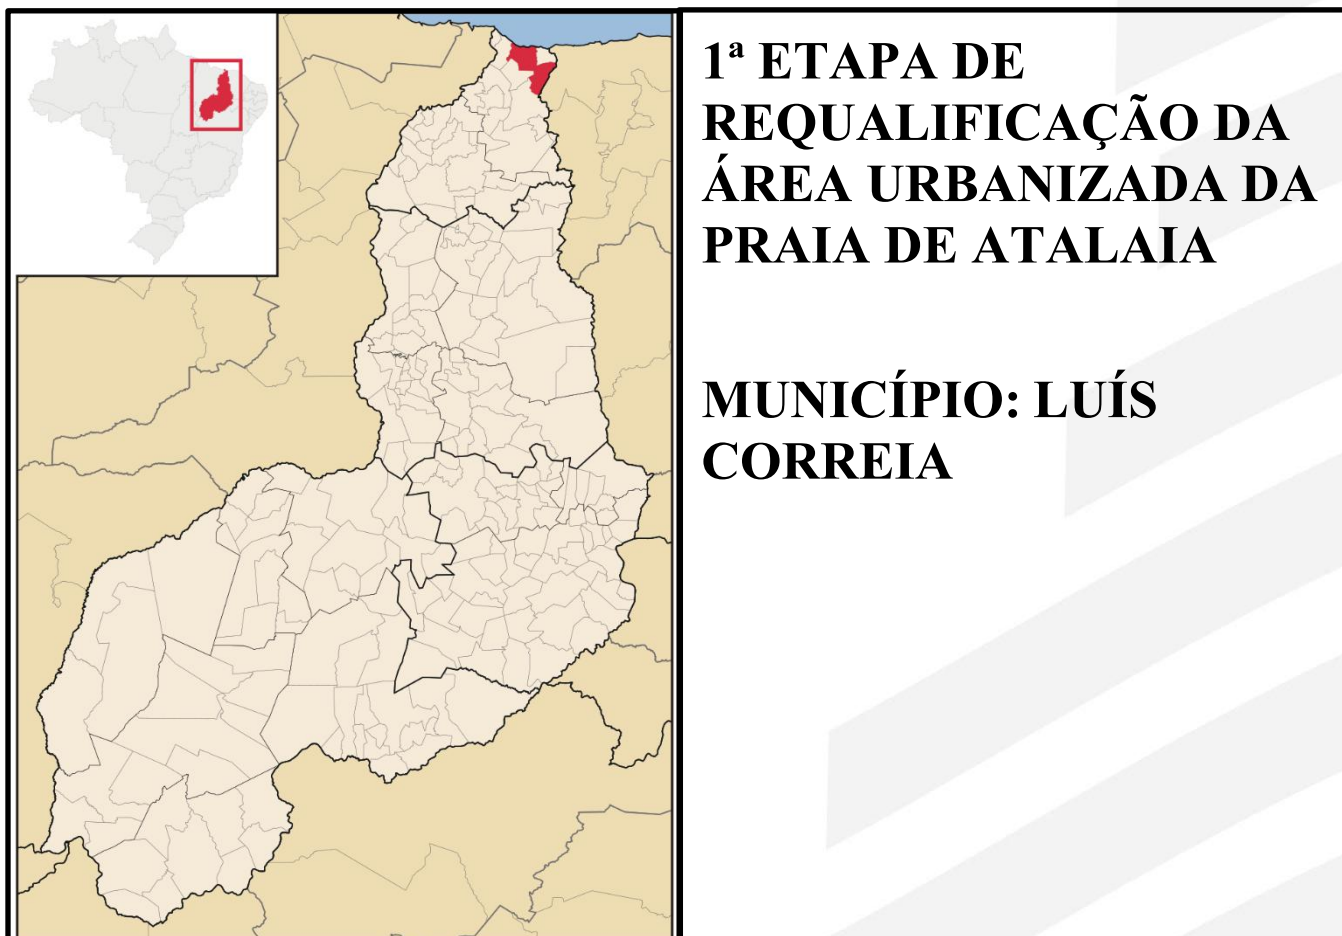 1ª ETAPA DE
REQUALIFICAÇÃO DA
ÁREA URBANIZADA DA
PRAIA DE ATALAIA
MUNICÍPIO: LUÍS
CORREIA